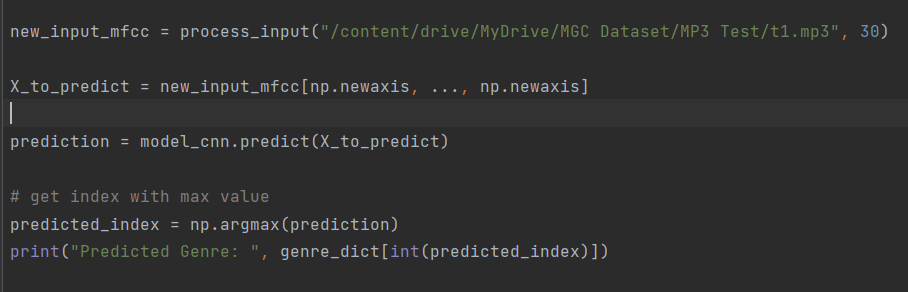 new_input_mfcc = process_input("/content/drive/MyDrive/MGC Dataset/MP3 Test/t1.mp3", 30)
X_to_predict = new_input_mfcc[np.newaxis, ..., np.newaxis]
prediction = model_cnn.predict(X_to_predict)
# get index with max value
predicted_index = np.argmax(prediction)
print("Predicted Genre: ", genre_dict[int(predicted_index)])